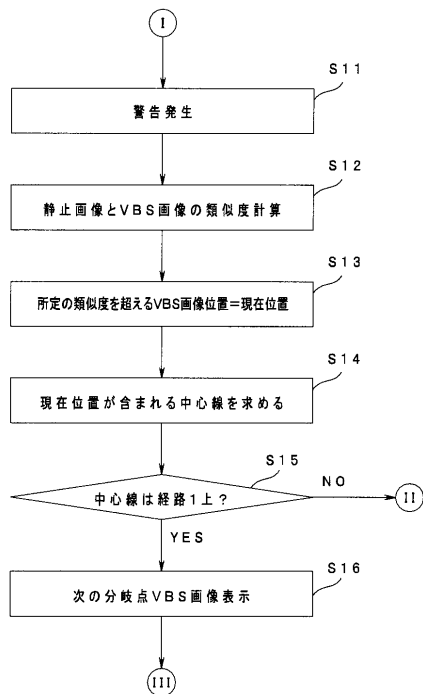 I
S11
警告発生
S12
静止画像とVBS画像の類似度計算
S13
所定の類似度を超えるVBS画像位置=現在位置
S14
現在位置が含まれる中心線を求める
S15
中心線は経路1上?
NO
II
YES
S16
次の分岐点VBS画像表示
III